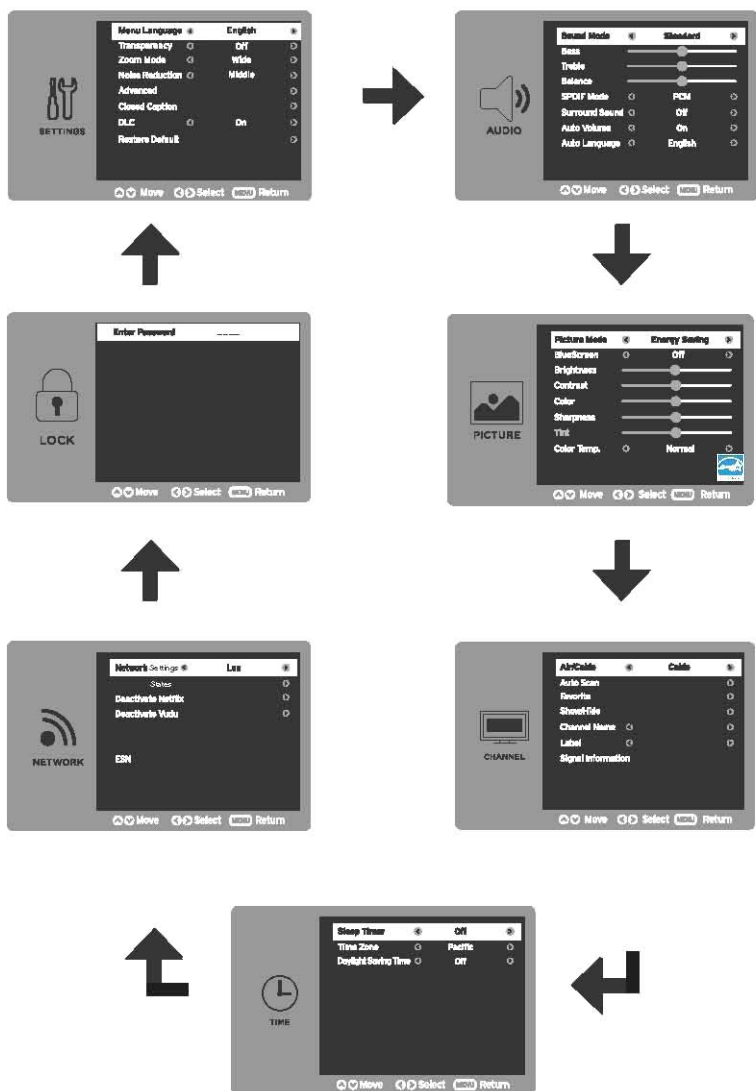 Menu Language English
Transparency Off
Zoom Mode Wide
Noise Reduction Middle
Advanced
Closed Caption
DLC On
Restore Default
SETTINGS
Move Select MENU Return
Sound Mode Standard
Bass
Treble
Balance
SPDIF Mode PCM
Surround Sound Off
Auto Volume On
Auto Language English
AUDIO
Move Select MENU Return
Enter Password ____
LOCK
Move Select MENU Return
Picture Mode Energy Saving
BlueScreen Off
Brightness
Contrast
Color
Sharpness
Tint
Color Temp. Normal
PICTURE
Move Select MENU Return
Network Settings
States
Deactivate Netflix
Deactivate Vudu
ESN
NETWORK
Move Select MENU Return
Air/Cable Cable
Auto Scan
Favorite
Show/Hide
Channel Name
Label
Signal Information
CHANNEL
Move Select MENU Return
Sleep Timer Off
Time Zone Pacific
Daylight Saving Time Off
TIME
Move Select MENU Return